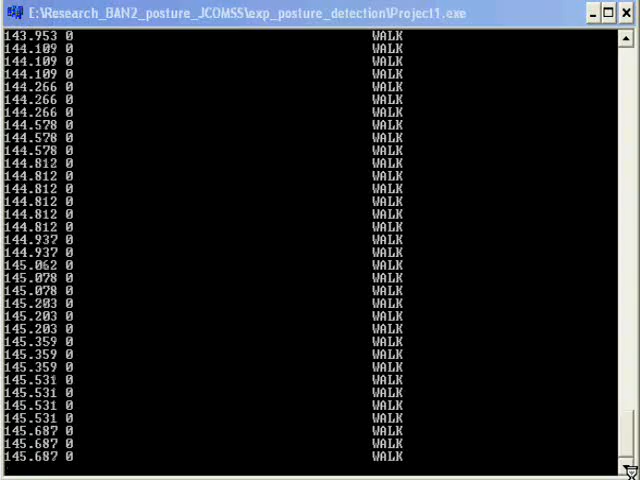 E:\Research_BAN2_posture_JCOMSS\exp_posture_detection\Project1.exe
143.953 0 WALK
144.109 0 WALK
144.109 0 WALK
144.109 0 WALK
144.266 0 WALK
144.266 0 WALK
144.266 0 WALK
144.578 0 WALK
144.578 0 WALK
144.578 0 WALK
144.812 0 WALK
144.812 0 WALK
144.812 0 WALK
144.812 0 WALK
144.812 0 WALK
144.812 0 WALK
144.937 0 WALK
144.937 0 WALK
145.062 0 WALK
145.078 0 WALK
145.078 0 WALK
145.203 0 WALK
145.203 0 WALK
145.203 0 WALK
145.359 0 WALK
145.359 0 WALK
145.359 0 WALK
145.531 0 WALK
145.531 0 WALK
145.531 0 WALK
145.531 0 WALK
145.687 0 WALK
145.687 0 WALK
145.687 0 WALK